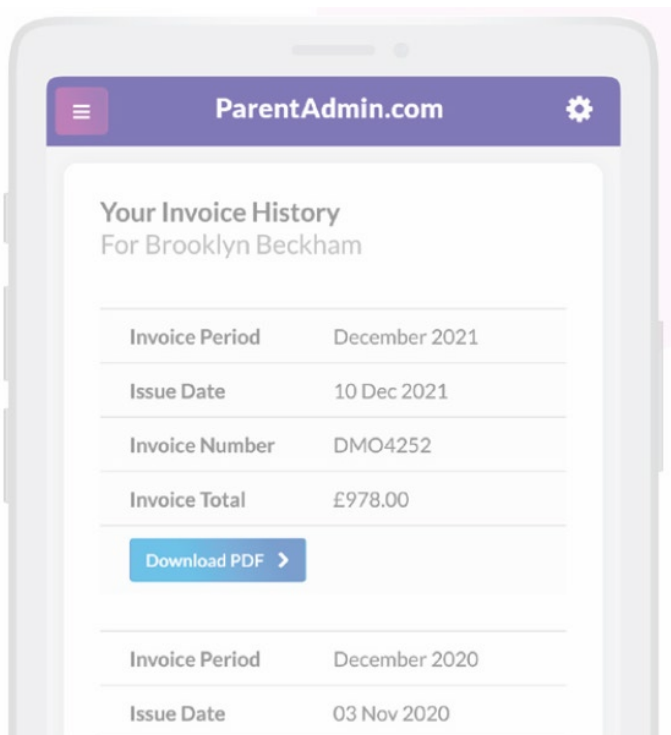 ParentAdmin.com
Your Invoice History
For Brooklyn Beckham
Invoice Period December 2021
Issue Date 10 Dec 2021
Invoice Number DMO4252
Invoice Total £978.00
Download PDF
Invoice Period December 2020
Issue Date 03 Nov 2020